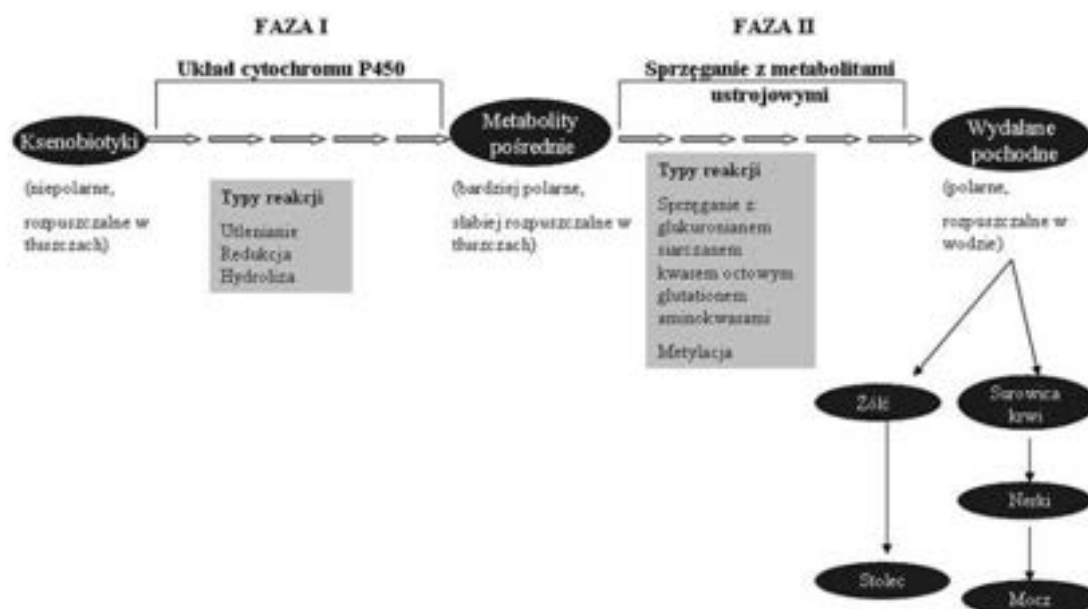 FAZA I
Układ cytochromu P450
FAZA II
Sprzęganie z metabolitami
ustrojowymi
Ksenobiotyki
(niepolarne,
rozpuszczalne w
tłuszczach)
Typy reakcji
Utlenianie
Redukcja
Hydroliza
Metabolity
pośrednie
(bardziej polarne,
słabiej rozpuszczalne w
tłuszczach)
Typy reakcji
Sprzęganie z
glukuronianem
siarczanem
kwasem octowym
glutationem
aminokwasami
Metylacja
Wydalane
pochodne
(polarne,
rozpuszczalne w
wodzie)
Żółć
Stolec
Surowica
krwi
Nerki
Mocz